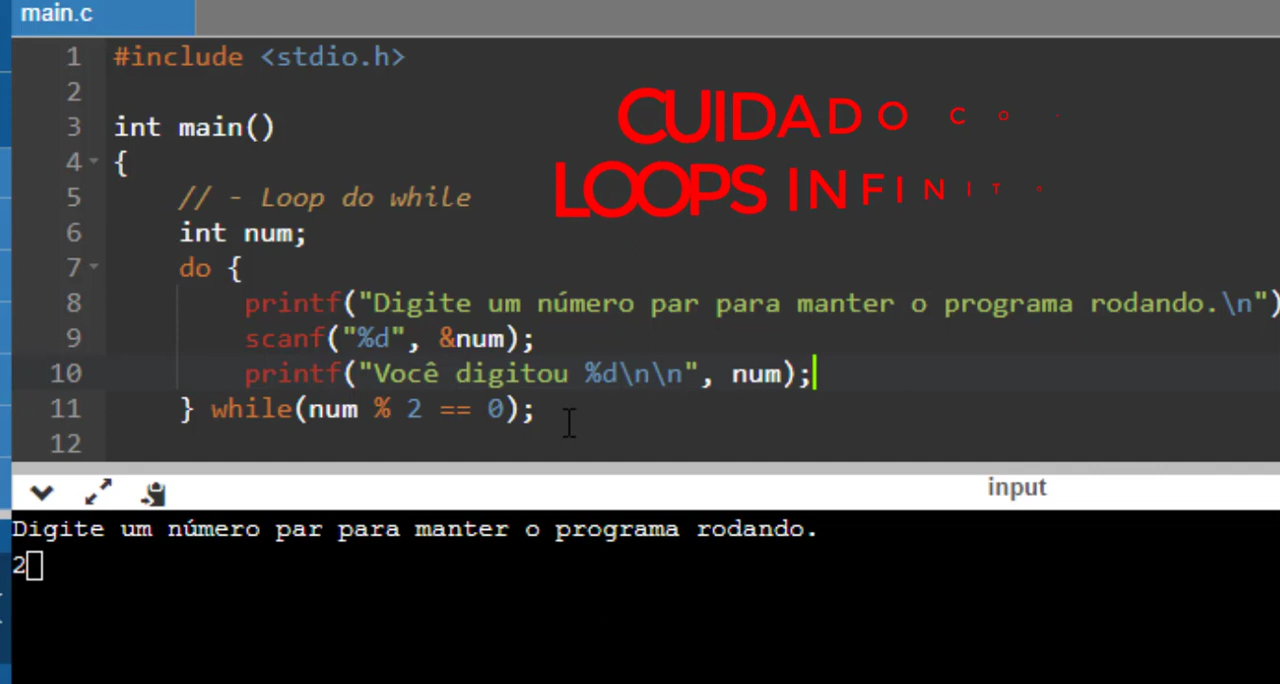 main.c
1 #include <stdio.h>
2
3 int main()
4 {
5 // - Loop do while
6 int num;
7 do {
8 printf("Digite um número par para manter o programa rodando.\n")
9 scanf("%d", &num);
10 printf("Você digitou %d\n\n", num);
11 } while(num % 2 == 0);
12
CUIDADO CO
LOOPS INFINITO
input
Digite um número par para manter o programa rodando.
2